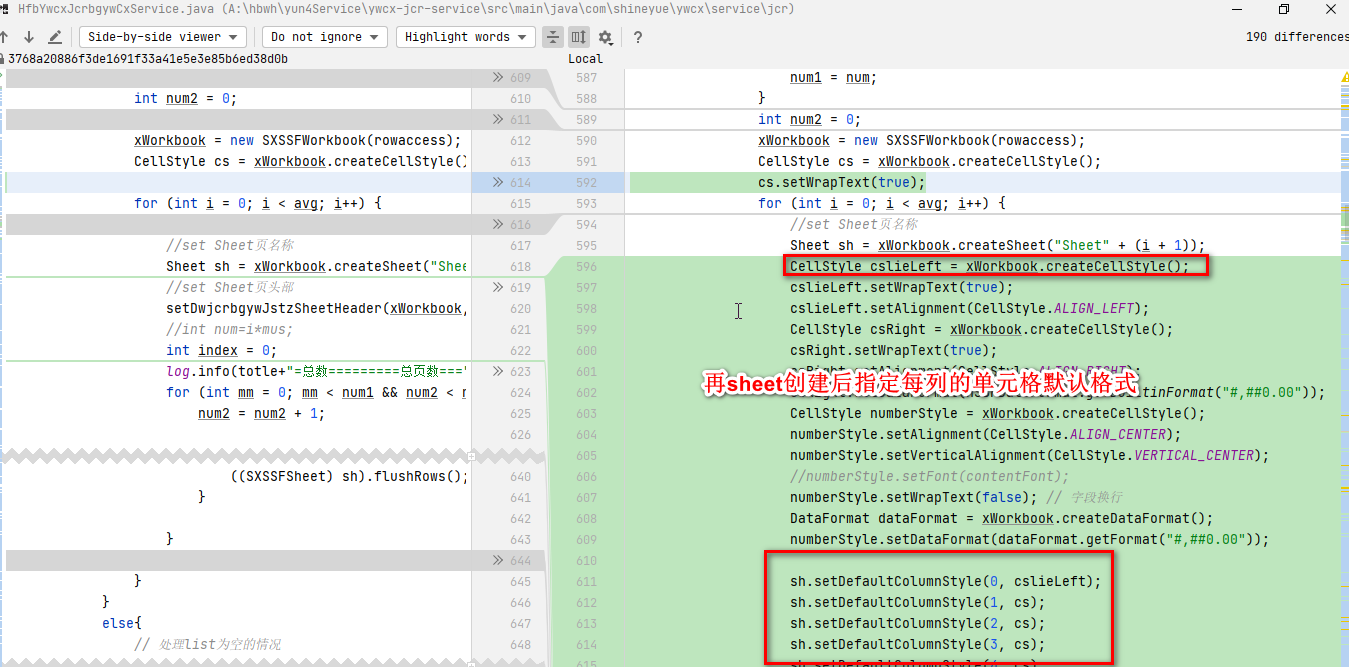 HfbYwcxJcrbgywCxService.java (A:\hbwh\yun4Service\ywcx-jcr-service\src\main\java\com\shineyue\ywcx\service\jcr)
Side-by-side viewer
Do not ignore
Highlight words
?
190 differences
3768a20886f3de1691f33a41e5e3e85b6ed38d0b
Local
609 587 num1 = num;
int num2 = 0; 610 588 }
611 589 int num2 = 0;
xWorkbook = new SXSSFWorkbook(rowaccess); 612 590 xWorkbook = new SXSSFWorkbook(rowaccess);
CellStyle cs = xWorkbook.createCellStyle() 613 591 CellStyle cs = xWorkbook.createCellStyle();
614 592 cs.setWrapText(true);
for (int i = 0; i < avg; i++) { 615 593 for (int i = 0; i < avg; i++) {
616 594 //set Sheet页名称
//set Sheet页名称 617 595 Sheet sh = xWorkbook.createSheet("Sheet" + (i + 1));
Sheet sh = xWorkbook.createSheet("Shee 618 596 CellStyle cslieLeft = xWorkbook.createCellStyle();
//set Sheet页头部 619 597 cslieLeft.setWrapText(true);
setDwjcrbgywJstzSheetHeader(xWorkbook, 620 598 cslieLeft.setAlignment(CellStyle.ALIGN_LEFT);
//int num=i*mus; 621 599 CellStyle csRight = xWorkbook.createCellStyle();
int index = 0; 622 600 csRight.setWrapText(true);
log.info(totle+"=总数=========总页数===" 623 601
再sheet创建后指定每列的单元格默认格式
for (int mm = 0; mm < num1 && num2 < r 624 602 Format("#,##0.00"));
num2 = num2 + 1; 625 603 CellStyle numberStyle = xWorkbook.createCellStyle();
626 604 numberStyle.setAlignment(CellStyle.ALIGN_CENTER);
605 numberStyle.setVerticalAlignment(CellStyle.VERTICAL_CENTER);
((SXSSFSheet) sh).flushRows(); 640 606 //numberStyle.setFont(contentFont);
} 641 607 numberStyle.setWrapText(false); // 字段换行
642 608 DataFormat dataFormat = xWorkbook.createDataFormat();
} 643 609 numberStyle.setDataFormat(dataFormat.getFormat("#,##0.00"));
644 610
} 645 611 sh.setDefaultColumnStyle(0, cslieLeft);
} 646 612 sh.setDefaultColumnStyle(1, cs);
else{ 647 613 sh.setDefaultColumnStyle(2, cs);
// 处理list为空的情况 648 614 sh.setDefaultColumnStyle(3, cs);
615